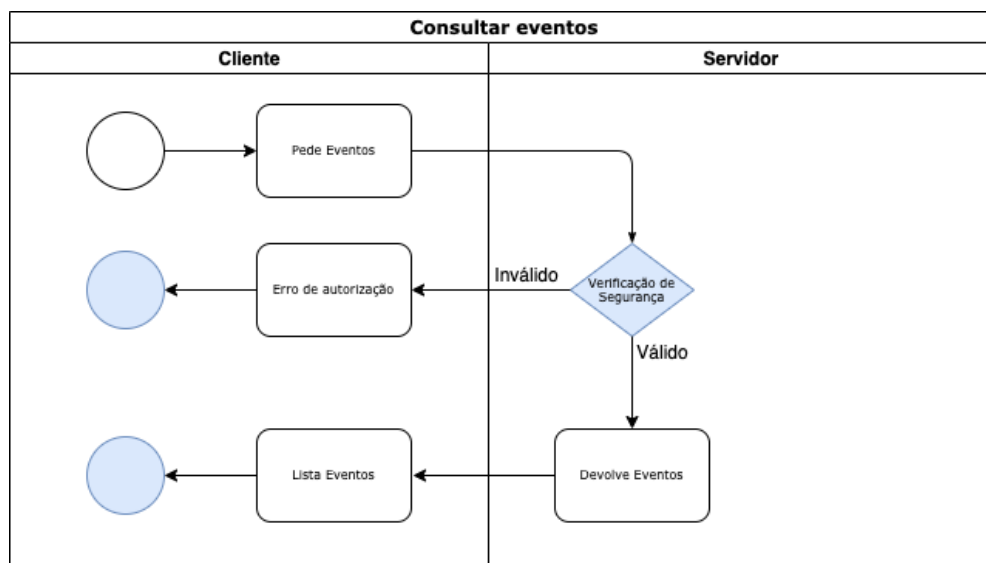 Consultar eventos
Cliente
Servidor
Pede Eventos
Inválido
Erro de autorização
Verificação de
Segurança
Válido
Lista Eventos
Devolve Eventos